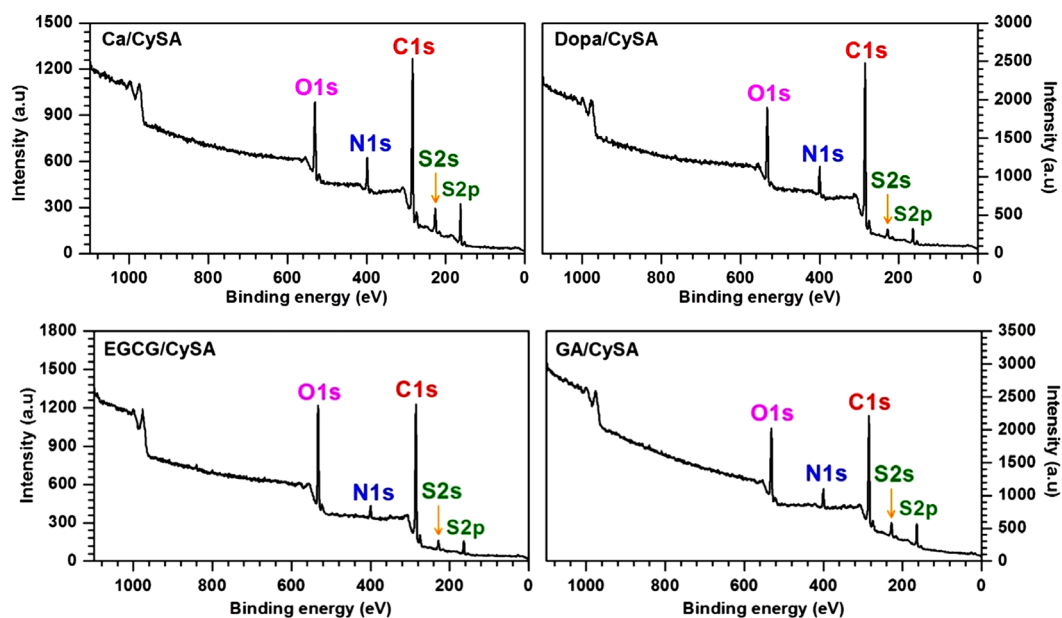 Ca/CySA
O1s
N1s
C1s
S2s
S2p
Intensity (a.u)
1500
1200
900
600
300
0
1000 800 600 400 200 0
Binding energy (eV)
Dopa/CySA
O1s
N1s
C1s
S2s
S2p
Intensity (a.u)
3000
2500
2000
1500
1000
500
0
1000 800 600 400 200 0
Binding energy (eV)
EGCG/CySA
O1s
N1s
C1s
S2s
S2p
Intensity (a.u)
1800
1500
1200
900
600
300
0
1000 800 600 400 200 0
Binding energy (eV)
GA/CySA
O1s
N1s
C1s
S2s
S2p
Intensity (a.u)
3500
3000
2500
2000
1500
1000
500
0
1000 800 600 400 200 0
Binding energy (eV)